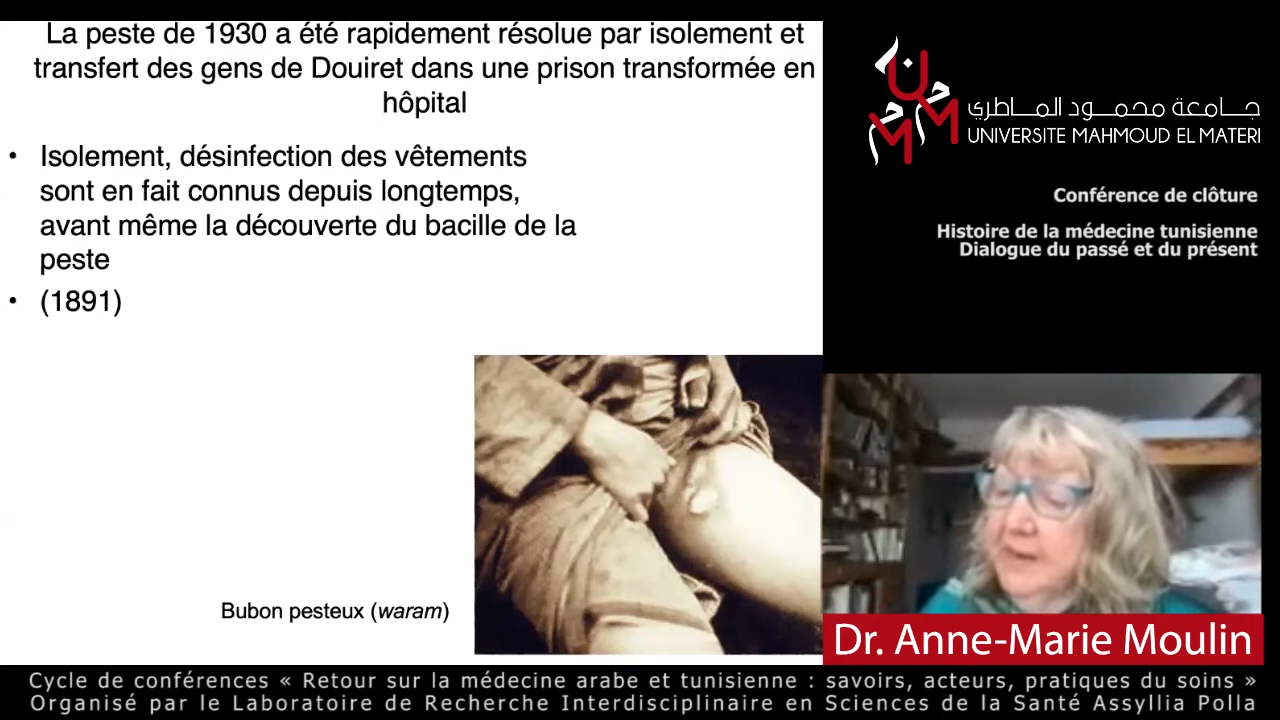 La peste de 1930 a été rapidement résolue par isolement et
transfert des gens de Douiret dans une prison transformée en
hôpital
• Isolement, désinfection des vêtements
sont en fait connus depuis longtemps,
avant même la découverte du bacille de la
peste
• (1891)
Bubon pesteux (waram)
جامعة محمود الماطري
UNIVERSITE MAHMOUD EL MATERI
Conférence de clôture
Histoire de la médecine tunisienne
Dialogue du passé et du présent
Dr. Anne-Marie Moulin
Cycle de conférences « Retour sur la médecine arabe et tunisienne : savoirs, acteurs, pratiques du soins »
Organisé par le Laboratoire de Recherche Interdisciplinaire en Sciences de la Santé Assyllia Polla